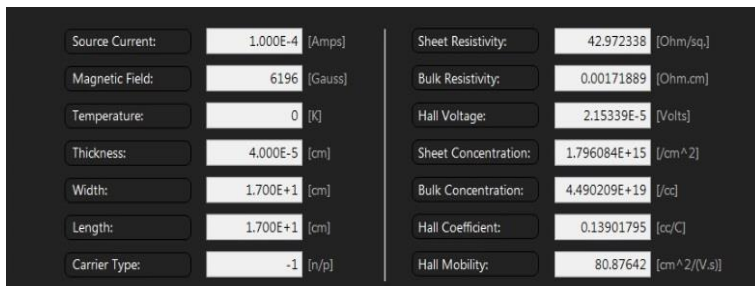 Source Current: 1.000E-4 [Amps] Sheet Resistivity: 42.972338 [Ohm/sq.]
Magnetic Field: 6196 [Gauss] Bulk Resistivity: 0.00171889 [Ohm.cm]
Temperature: 0 [K] Hall Voltage: 2.15339E-5 [Volts]
Thickness: 4.000E-5 [cm] Sheet Concentration: 1.796084E+15 [/cm^2]
Width: 1.700E+1 [cm] Bulk Concentration: 4.490209E+19 [/cc]
Length: 1.700E+1 [cm] Hall Coefficient: 0.13901795 [cc/C]
Carrier Type: -1 [n/p] Hall Mobility: 80.87642 [cm^2/(V.s)]